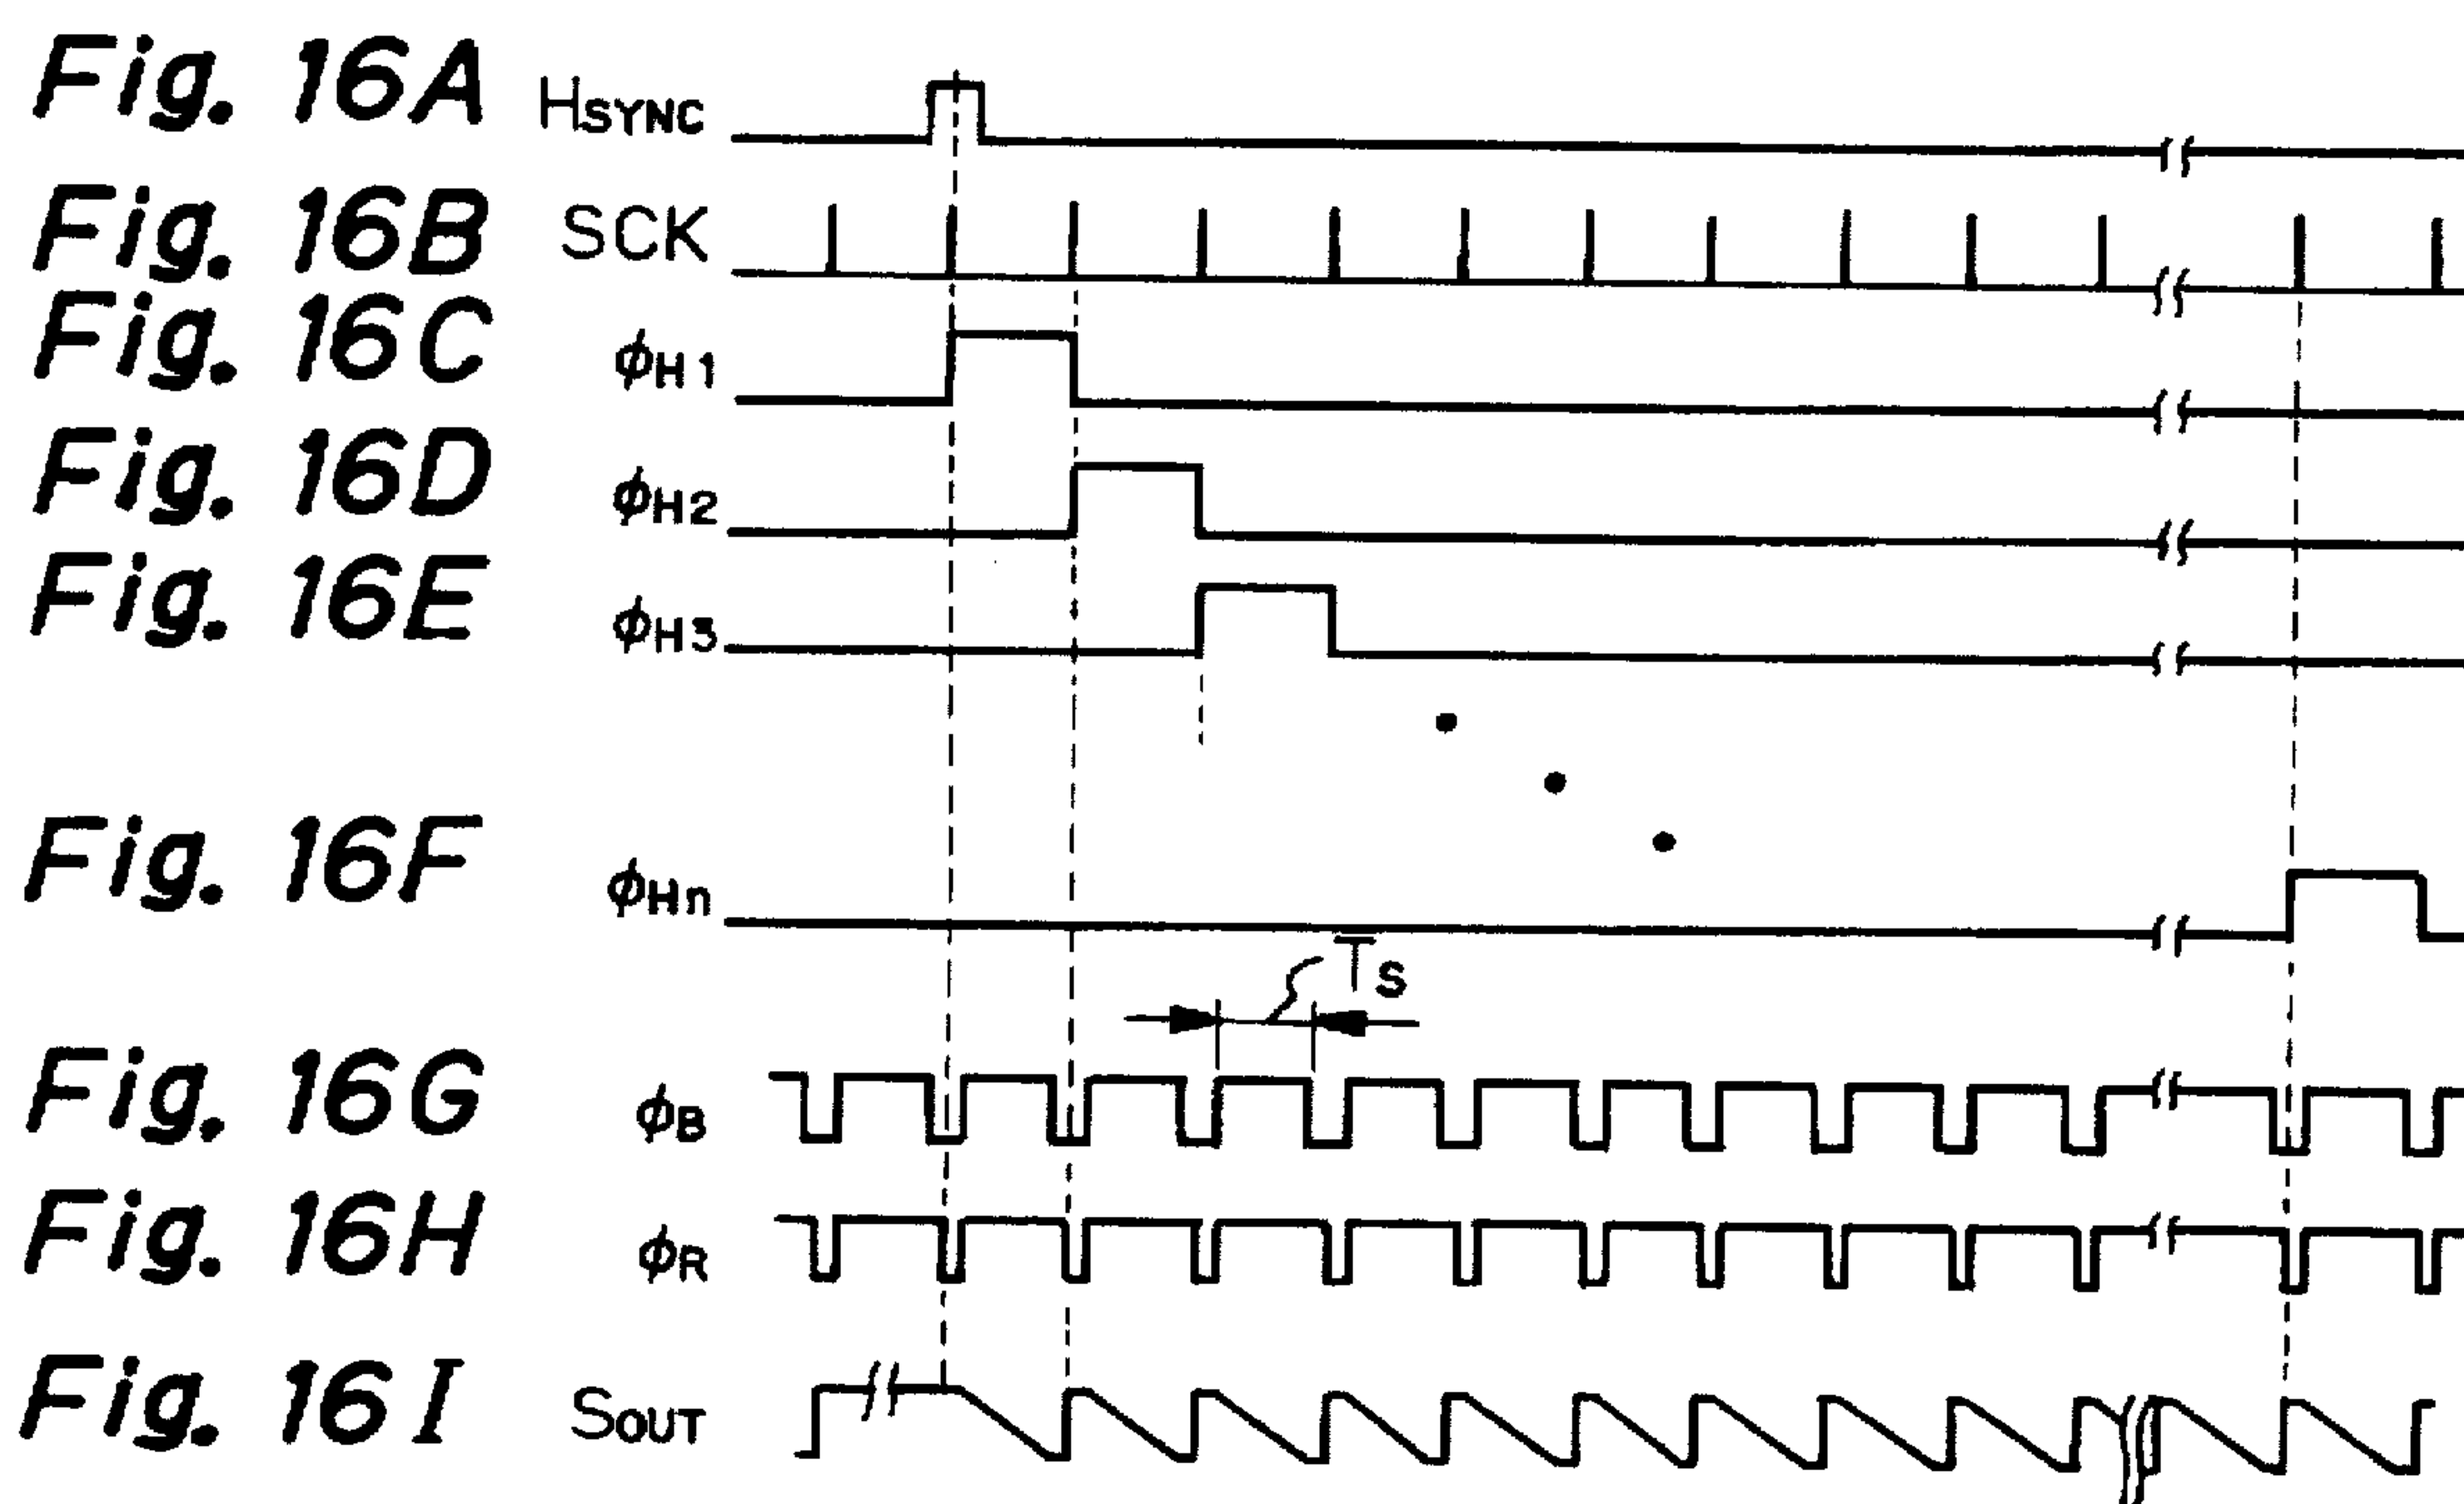 Fig. 16A HSYNC
Fig. 16B SCK
Fig. 16C ϕH1
Fig. 16D ϕH2
Fig. 16E ϕH3
Fig. 16F ϕHn
TS
Fig. 16G ϕB
Fig. 16H ϕR
Fig. 16I SOUT